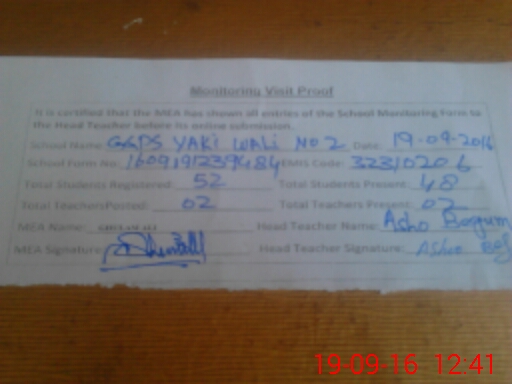 Monitoring Visit Proof
It is certified that the MEA has shown all entries of the School Monitoring Form to
the Head Teacher before its online submission.
School Name: GGPS YAKi WALi NO 2 Date: 19-09-2016
School Form No: 1609191239484 EMIS Code: 32310206
Total Students Registered: 52 Total Students Present: 48
Total Teachers Posted: 02 Total Teachers Present: 02
MEA Name: Head Teacher Name: Asho Begum
MEA Signature: Head Teacher Signature: Asho
19-09-16 12:41